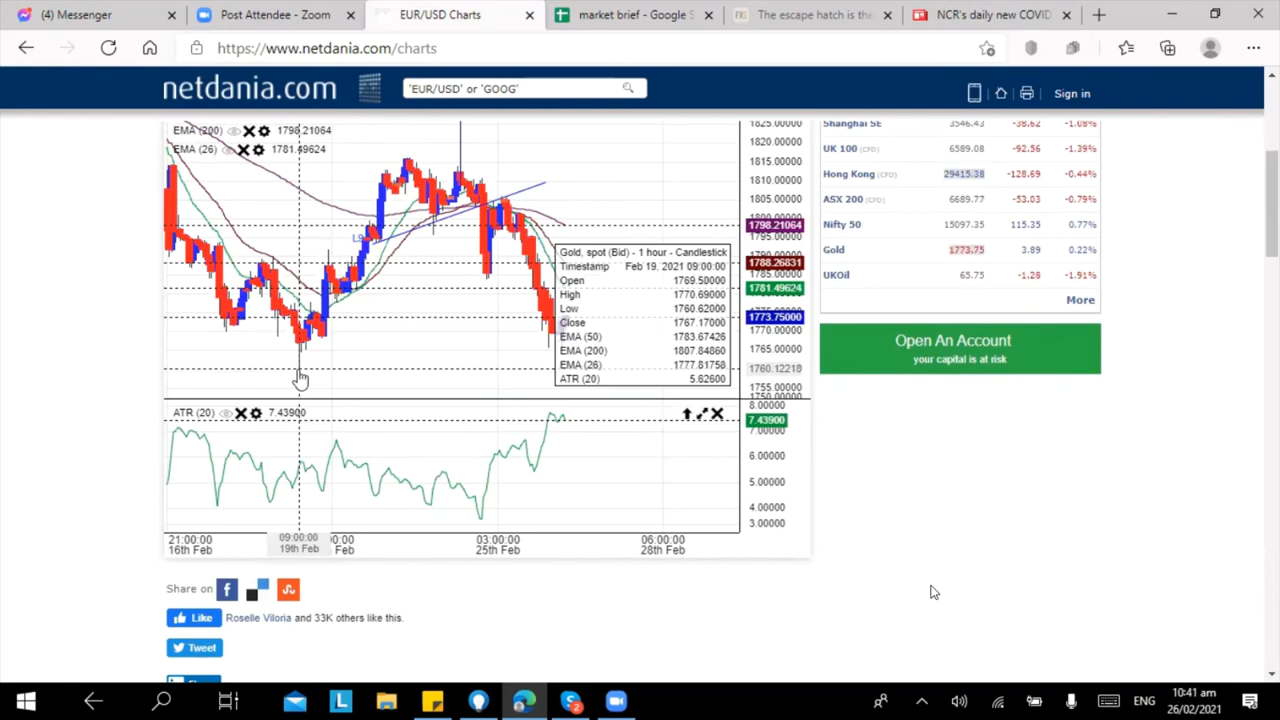 (4) Messenger
Post Attendee - Zoom
EUR/USD Charts
market brief - Google S
The escape hatch is the
NCR's daily new COVID
https://www.netdania.com/charts
netdania.com
'EUR/USD' or 'GOOG'
Sign in
EMA (200) 1798.21064
EMA (26) 1781.49624
1825.00000
1820.00000
1815.00000
1810.00000
1805.00000
1800.00000
1798.21064
1795.00000
1788.26831
1785.00000
1781.49624
1773.75000
1770.00000
1765.00000
1760.12218
1755.00000
1750.00000
Gold, spot (Bid) - 1 hour - Candlestick
Timestamp Feb 19, 2021 09:00:00
Open 1769.50000
High 1770.69000
Low 1760.62000
Close 1767.17000
EMA (50) 1783.67426
EMA (200) 1807.84860
EMA (26) 1777.81758
ATR (20) 5.62600
ATR (20) 7.43900
8.00000
7.43900
7.00000
6.00000
5.00000
4.00000
3.00000
21:00:00
16th Feb
09:00:00
19th Feb
00:00
Feb
03:00:00
25th Feb
06:00:00
28th Feb
Shanghai SE 3546.43 -38.62 -1.08%
UK 100 (CFD) 6589.08 -92.56 -1.39%
Hong Kong (CFD) 29415.38 -128.69 -0.44%
ASX 200 (CFD) 6689.77 -53.03 -0.79%
Nifty 50 15097.35 115.35 0.77%
Gold 1773.75 3.89 0.22%
UKOil 65.75 -1.28 -1.91%
More
Open An Account
your capital is at risk
Share on
Like Roselle Viloria and 33K others like this.
Tweet
ENG
10:41 am
26/02/2021